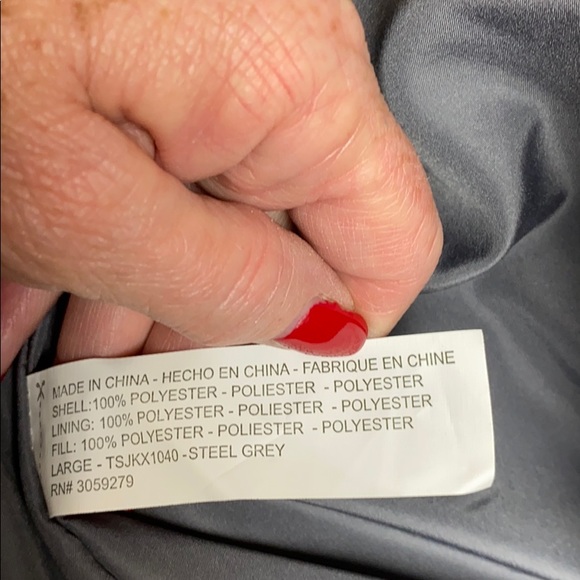 MADE IN CHINA - HECHO EN CHINA - FABRIQUE EN CHINE
SHELL:100% POLYESTER - POLIESTER - POLYESTER
LINING: 100% POLYESTER - POLIESTER - POLYESTER
FILL: 100% POLYESTER - POLIESTER - POLYESTER
LARGE - TSJKX1040 - STEEL GREY
RN# 3059279